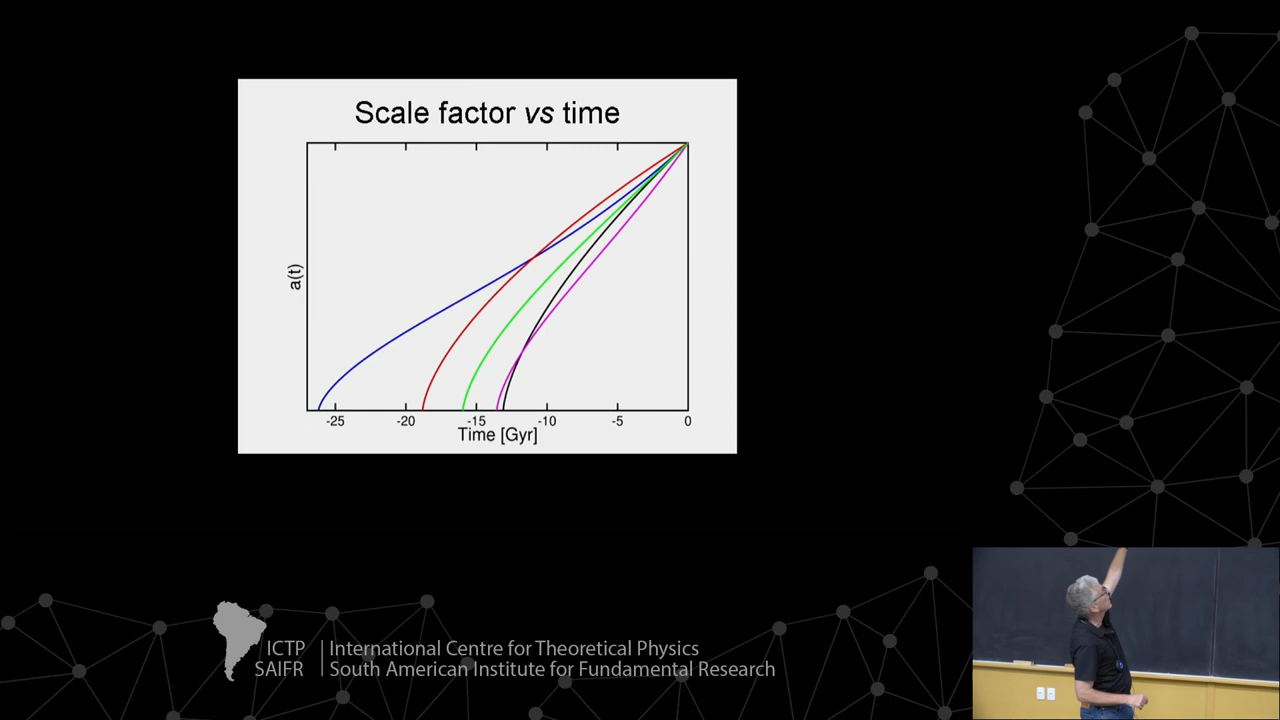 Scale factor vs time
a(t)
-25 -20 -15 -10 -5 0
Time [Gyr]
ICTP International Centre for Theoretical Physics
SAIFR South American Institute for Fundamental Research